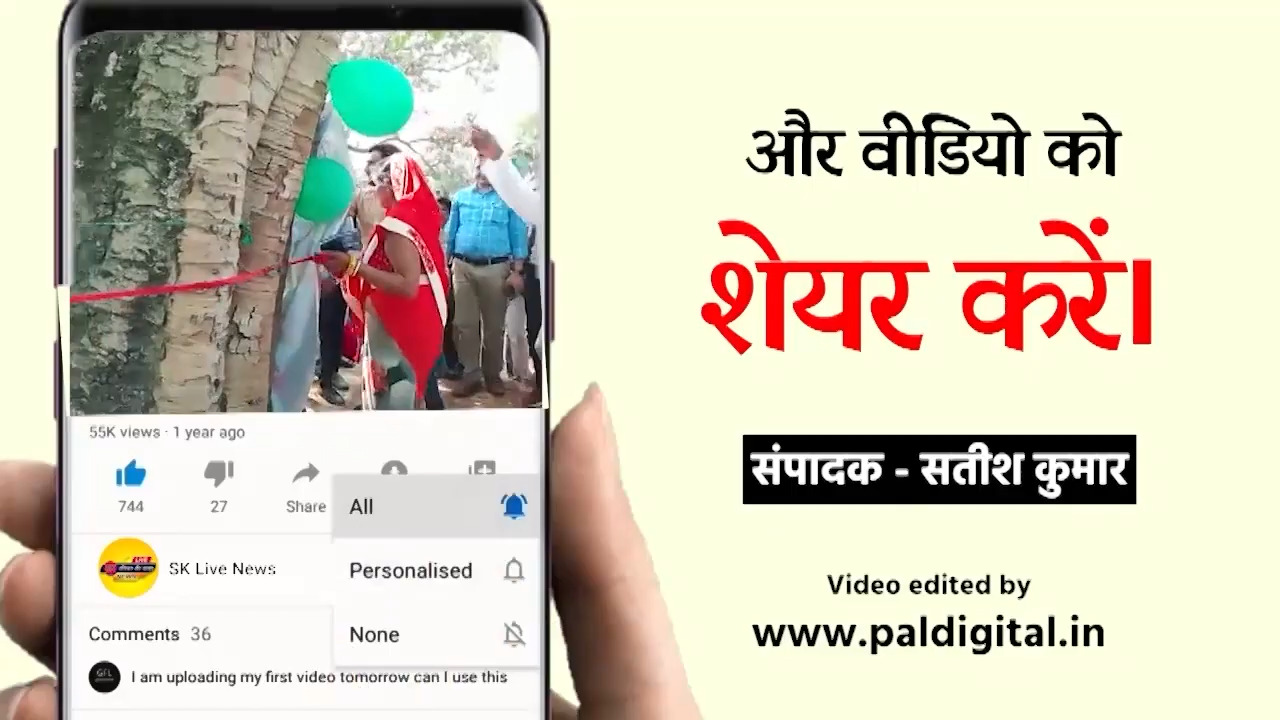 और वीडियो को
शेयर करें।
संपादक - सतीश कुमार
Video edited by
www.paldigital.in
55K views · 1 year ago
744
27
Share
All
Personalised
None
SK Live News
Comments 36
GFL
I am uploading my first video tomorrow can I use this